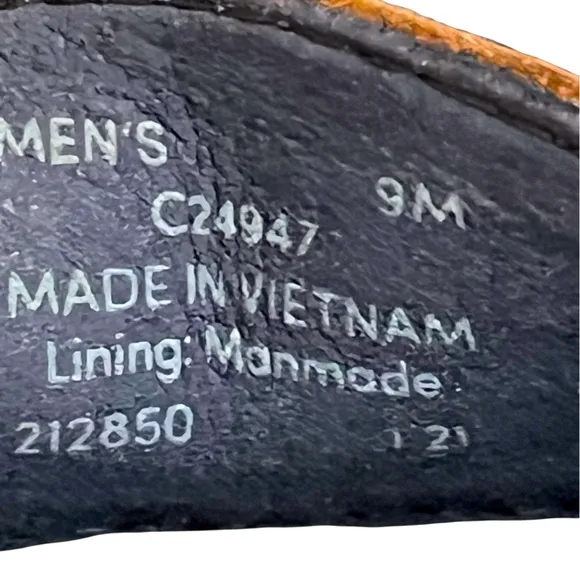 MEN'S
C24947 9M
MADE IN VIETNAM
Lining: Manmade
212850 1 21